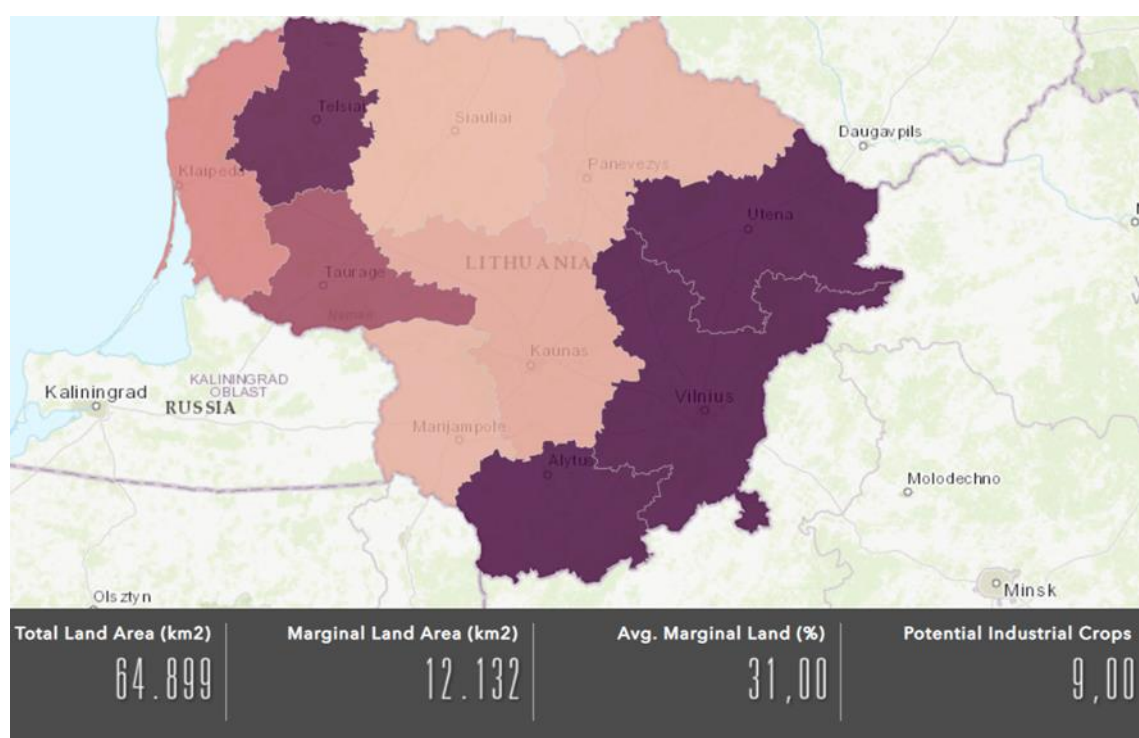 Telsiai
Siauliai
Daugavpils
Panevezys
Klaipeda
Utena
LITHUANIA
Taurage
Kaunas
KALININGRAD
OBLAST
Kaliningrad
RUSSIA
Vilnius
Marijampole
Alytus
Molodechno
Minsk
Olsztyn
Total Land Area (km2)
64.899
Marginal Land Area (km2)
12.132
Avg. Marginal Land (%)
31,00
Potential Industrial Crops
9,00